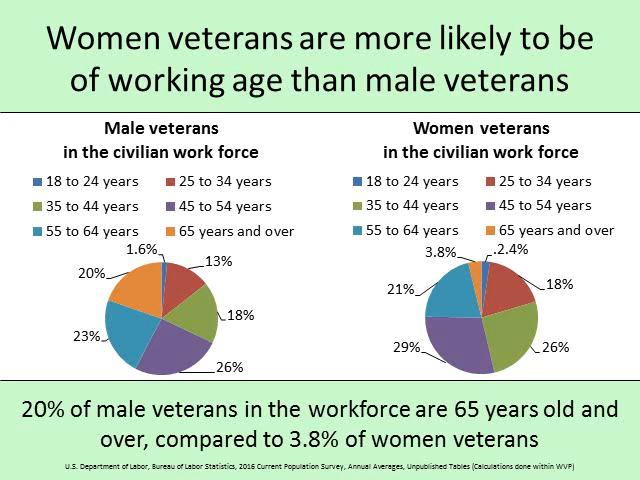 Women veterans are more likely to be
of working age than male veterans
Male veterans
in the civilian work force
18 to 24 years 25 to 34 years
35 to 44 years 45 to 54 years
55 to 64 years 65 years and over
1.6%
13%
20%
18%
23%
26%
Women veterans
in the civilian work force
18 to 24 years 25 to 34 years
35 to 44 years 45 to 54 years
55 to 64 years 65 years and over
3.8%
.2.4%
18%
21%
29%
26%
20% of male veterans in the workforce are 65 years old and
over, compared to 3.8% of women veterans
U.S. Department of Labor, Bureau of Labor Statistics, 2016 Current Population Survey, Annual Averages, Unpublished Tables (Calculations done within WVP)